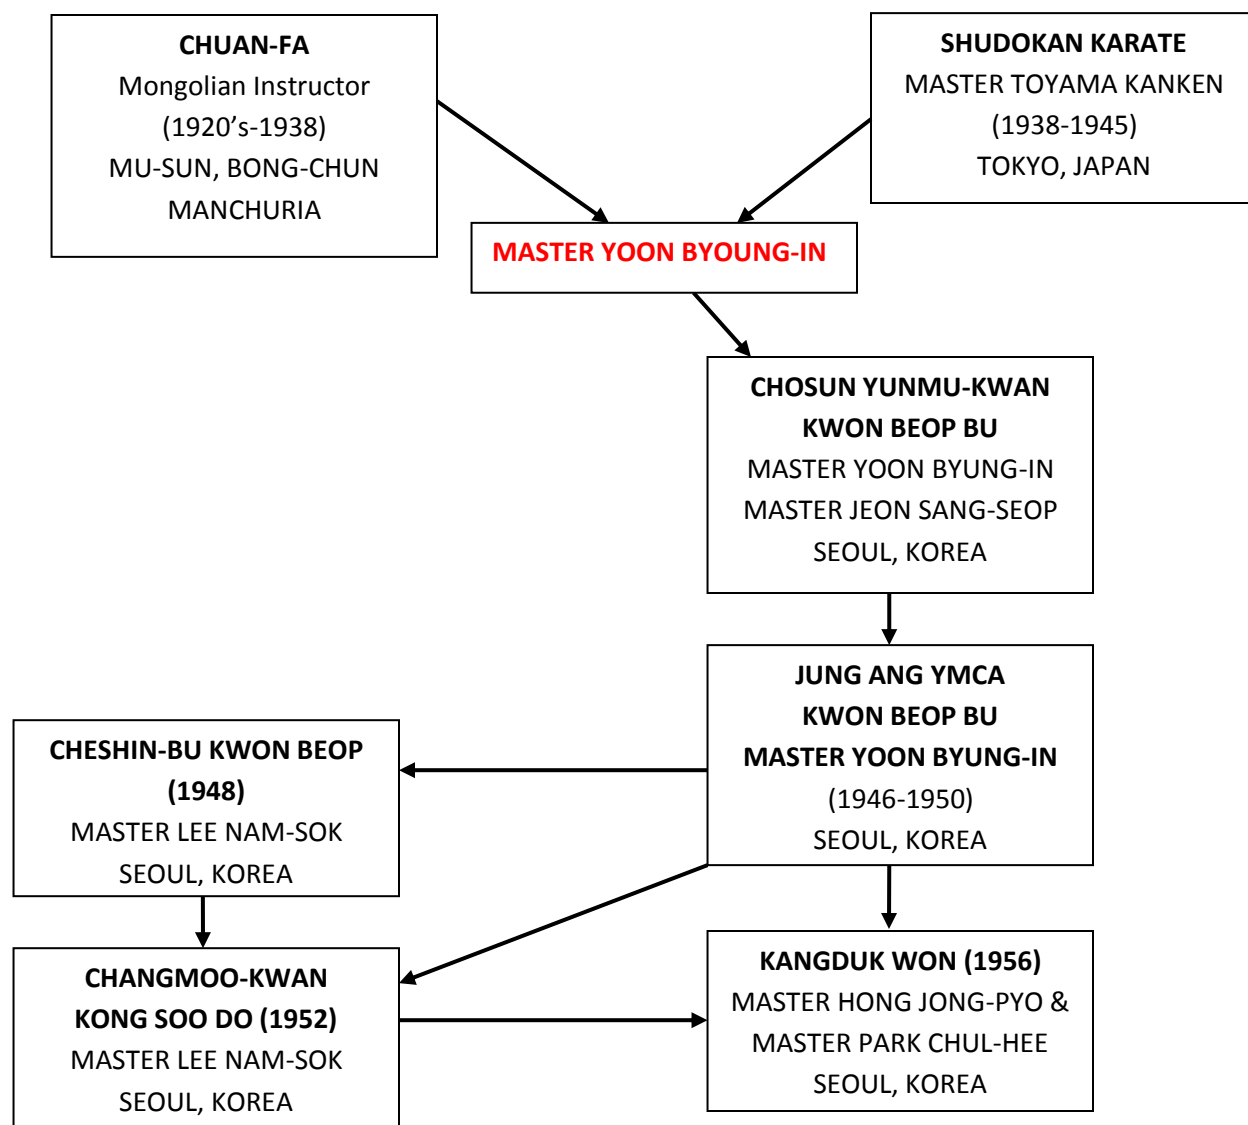 CHUAN-FA
Mongolian Instructor
(1920's-1938)
MU-SUN, BONG-CHUN
MANCHURIA
SHUDOKAN KARATE
MASTER TOYAMA KANKEN
(1938-1945)
TOKYO, JAPAN
MASTER YOON BYOUNG-IN
CHOSUN YUNMU-KWAN
KWON BEOP BU
MASTER YOON BYUNG-IN
MASTER JEON SANG-SEOP
SEOUL, KOREA
JUNG ANG YMCA
KWON BEOP BU
MASTER YOON BYUNG-IN
(1946-1950)
SEOUL, KOREA
CHESHIN-BU KWON BEOP
(1948)
MASTER LEE NAM-SOK
SEOUL, KOREA
CHANGMOO-KWAN
KONG SOO DO (1952)
MASTER LEE NAM-SOK
SEOUL, KOREA
KANGDUK WON (1956)
MASTER HONG JONG-PYO &
MASTER PARK CHUL-HEE
SEOUL, KOREA